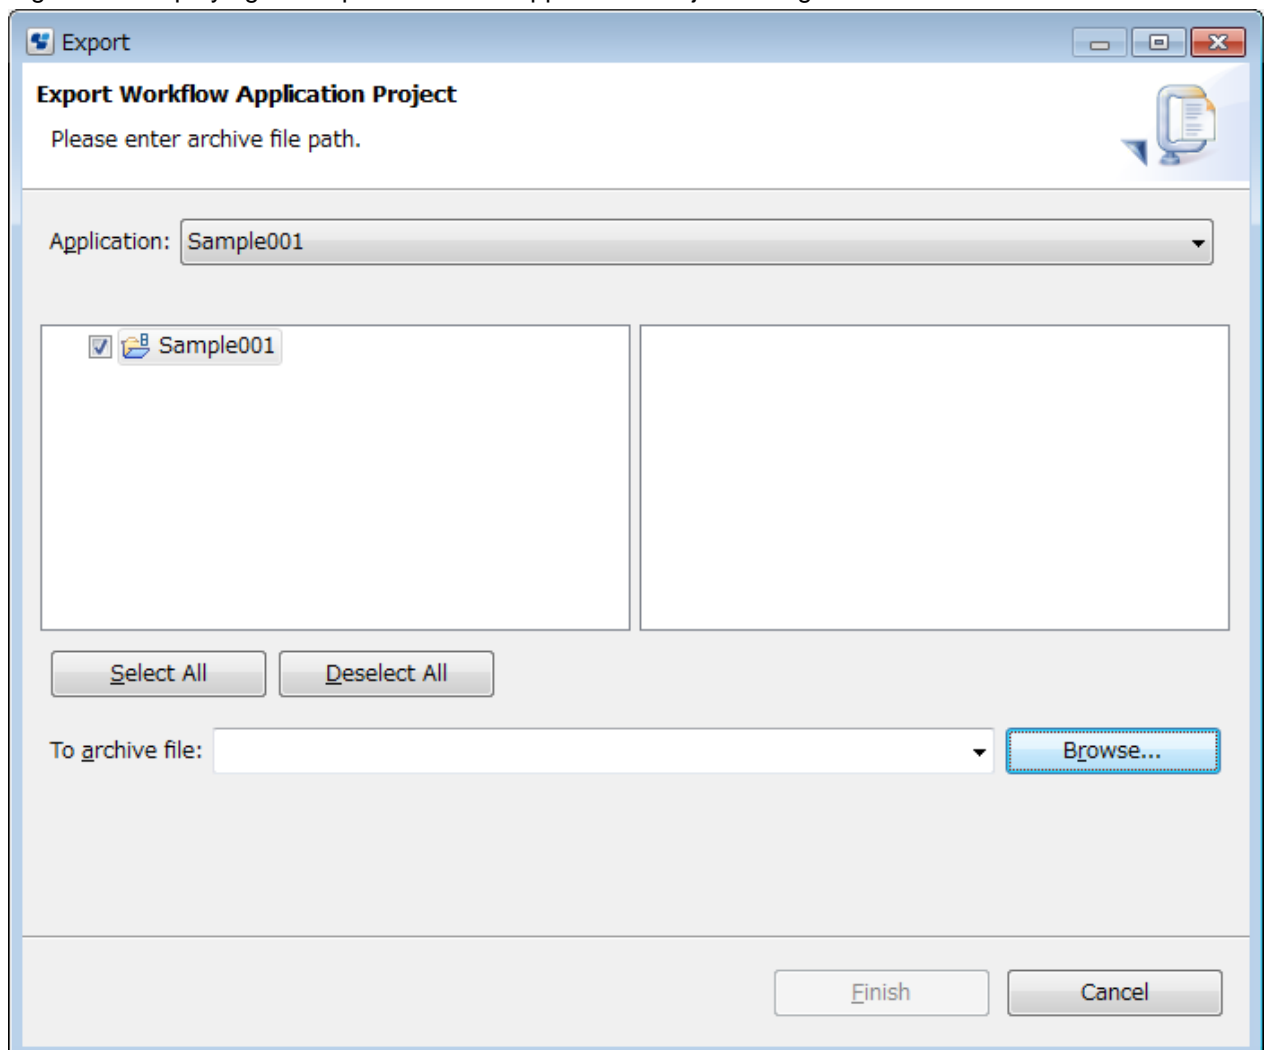 Export
Export Workflow Application Project
Please enter archive file path.
Application: Sample001
Sample001
Select All Deselect All
To archive file: Browse...
Finish Cancel